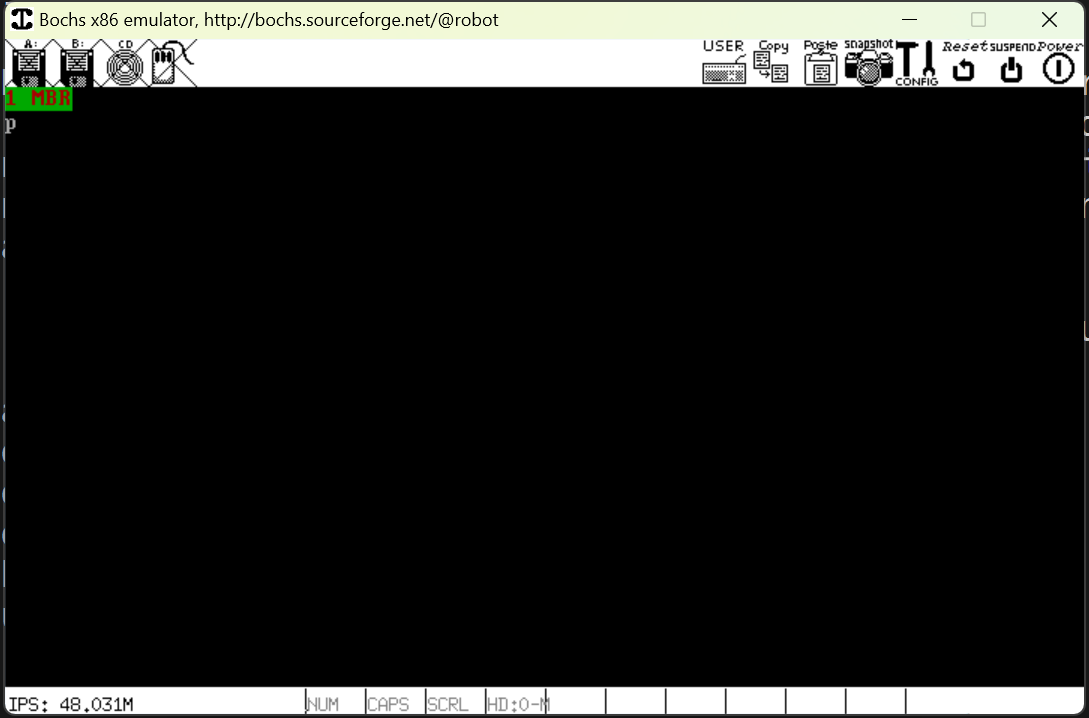 Bochs x86 emulator, http://bochs.sourceforge.net/@robot
A: B: CD USER Copy Poste snapshot CONFIG Reset SUSPEND Power
1 MBR
p
IPS: 48.031M NUM CAPS SCRL HD:0-M